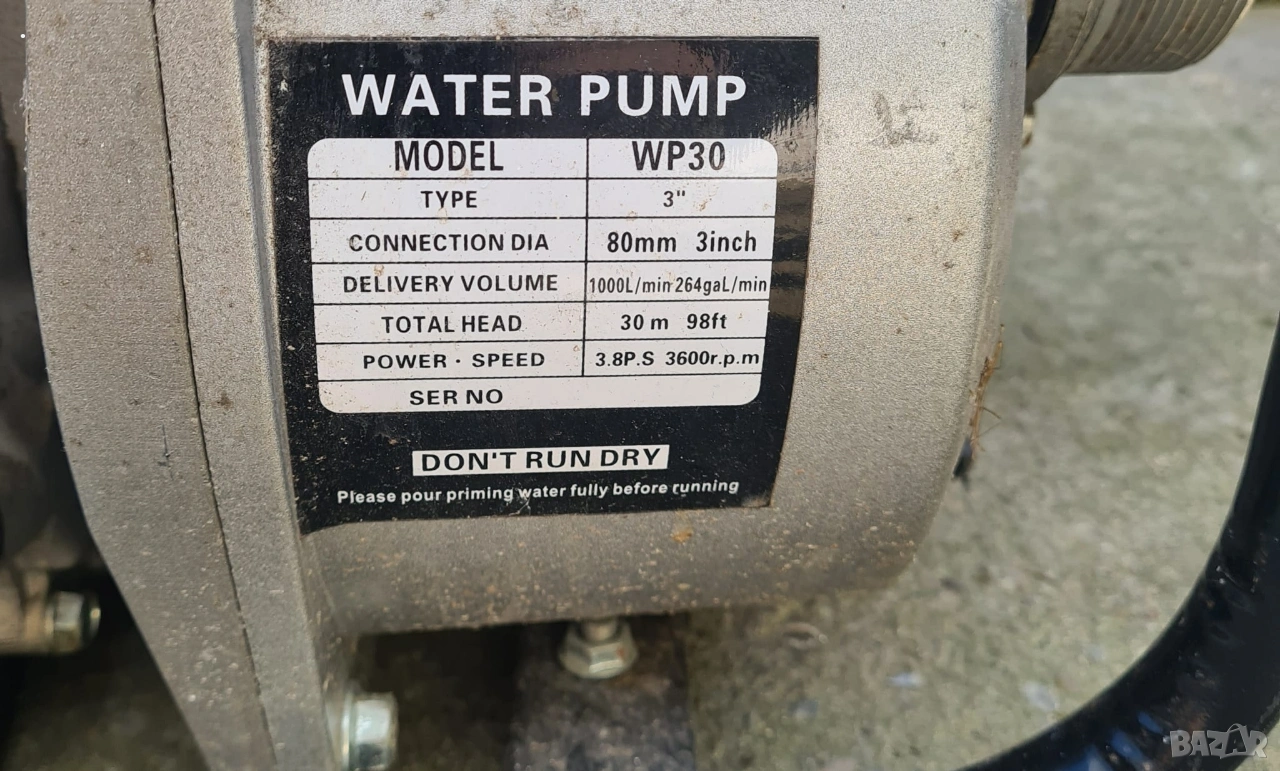 WATER PUMP
MODEL WP30
TYPE 3"
CONNECTION DIA 80mm 3inch
DELIVERY VOLUME 1000L/min 264gaL/min
TOTAL HEAD 30 m 98ft
POWER · SPEED 3.8P.S 3600r.p.m
SER NO
DON'T RUN DRY
Please pour priming water fully before running
BAZAR